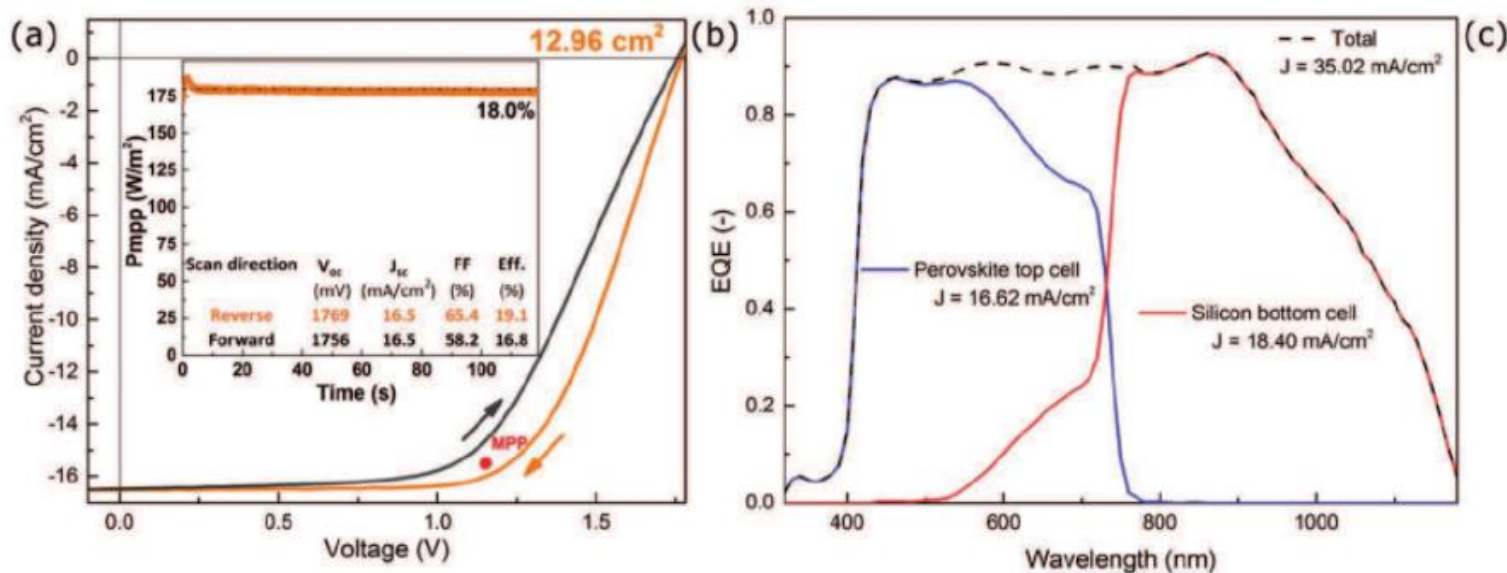 (a)
12.96 cm²
(b)
(c)
Current density (mA/cm²)
0
-2
-4
-6
-8
-10
-12
-14
-16
0.0
0.5
1.0
1.5
Voltage (V)
Pmpp (W/m²)
175
150
125
100
75
50
25
0
0
20
40
60
80
100
Time (s)
18.0%
Scan direction Voc Jsc FF Eff.
(mV) (mA/cm²) (%) (%)
Reverse 1769 16.5 65.4 19.1
Forward 1756 16.5 58.2 16.8
MPP
EQE (-)
1.0
0.8
0.6
0.4
0.2
0.0
400
600
800
1000
Wavelength (nm)
Total
J = 35.02 mA/cm²
Perovskite top cell
J = 16.62 mA/cm²
Silicon bottom cell
J = 18.40 mA/cm²